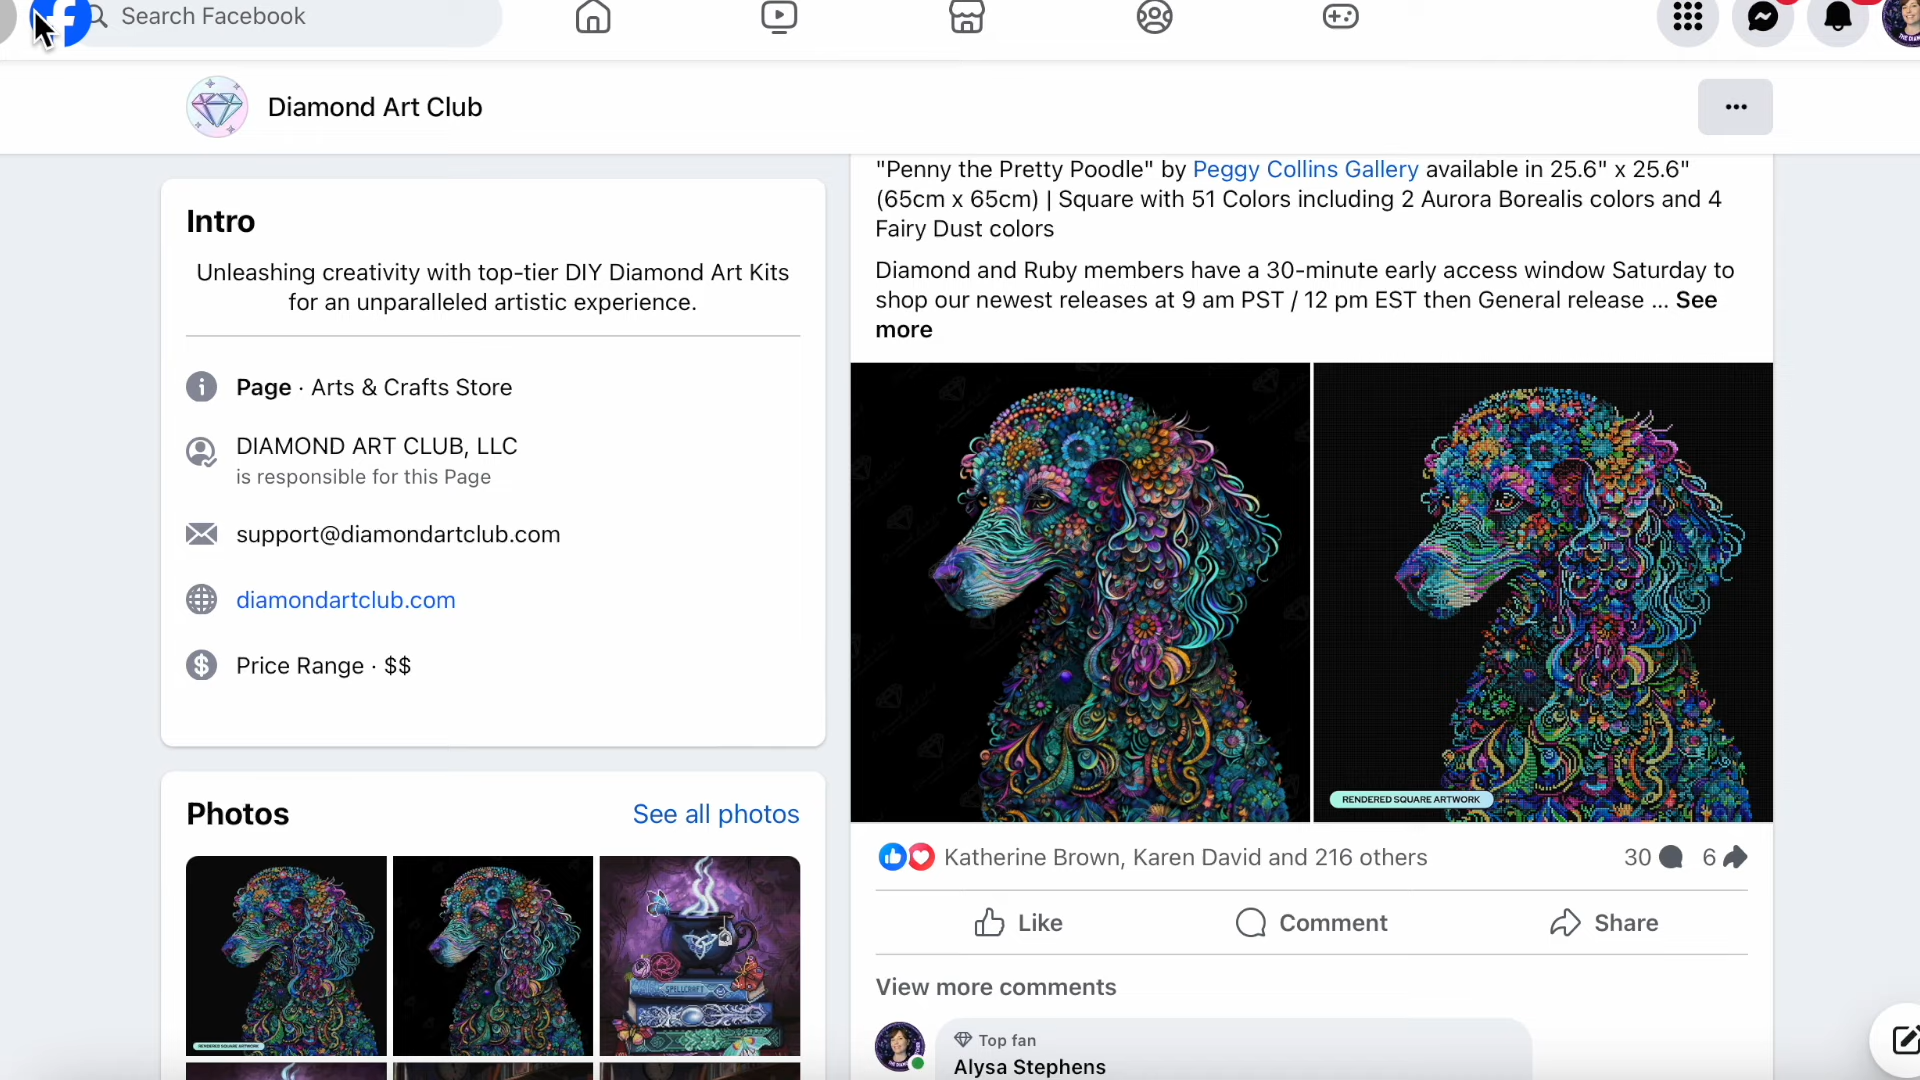 Search Facebook
Diamond Art Club
...
Intro
Unleashing creativity with top-tier DIY Diamond Art Kits
for an unparalleled artistic experience.
Page · Arts & Crafts Store
DIAMOND ART CLUB, LLC
is responsible for this Page
support@diamondartclub.com
diamondartclub.com
Price Range · $$
Photos
See all photos
SPELLCRAFT
RENDERED SQUARE ARTWORK
"Penny the Pretty Poodle" by Peggy Collins Gallery available in 25.6" x 25.6"
(65cm x 65cm) | Square with 51 Colors including 2 Aurora Borealis colors and 4
Fairy Dust colors
Diamond and Ruby members have a 30-minute early access window Saturday to
shop our newest releases at 9 am PST / 12 pm EST then General release ... See
more
RENDERED SQUARE ARTWORK
Katherine Brown, Karen David and 216 others
30
6
Like
Comment
Share
View more comments
Top fan
Alysa Stephens